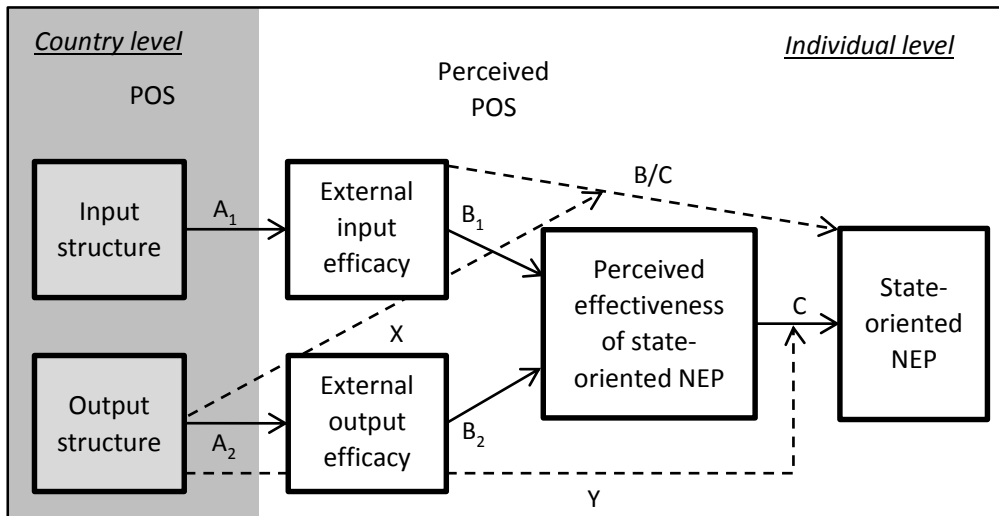 Country level
Individual level
POS
Perceived
POS
Input
structure
A1
External
input
efficacy
B1
B/C
Perceived
effectiveness
of state-
oriented NEP
C
State-
oriented
NEP
X
Output
structure
A2
External
output
efficacy
B2
Y